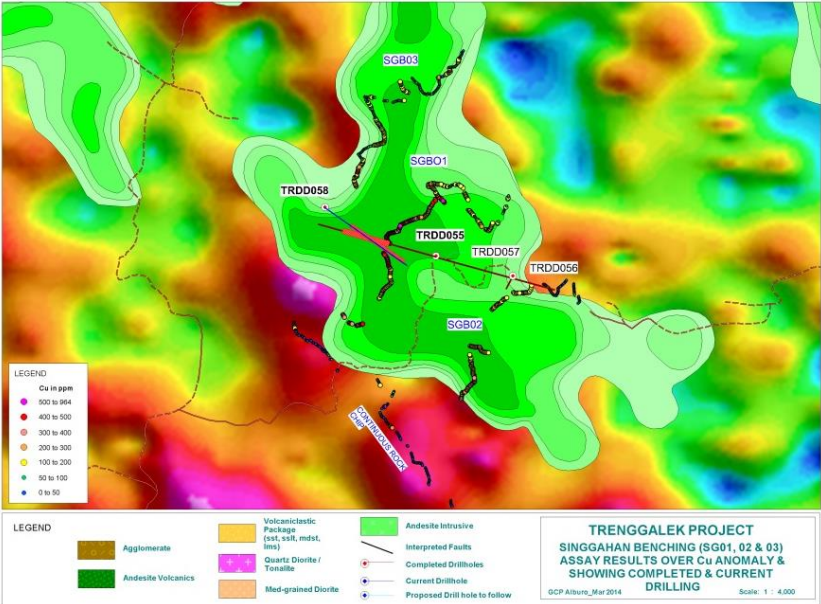 SGB03
SGBO1
TRDD058
TRDD055
TRDD057
TRDD056
SGB02
CONTINUOUS ROCK
CHIP
LEGEND
Cu in ppm
500 to 964
400 to 500
300 to 400
200 to 300
100 to 200
50 to 100
0 to 50
LEGEND
Agglomerate
Andesite Volcanics
Volcaniclastic
Package
(sst, sslt, mdst,
lms)
Quartz Diorite /
Tonalite
Med-grained Diorite
Andesite Intrusive
Interpreted Faults
Completed Drillholes
Current Drillhole
Proposed Drill hole to follow
TRENGGALEK PROJECT
SINGGAHAN BENCHING (SG01, 02 & 03)
ASSAY RESULTS OVER Cu ANOMALY &
SHOWING COMPLETED & CURRENT
DRILLING
GCP Alburo_Mar 2014
Scale: 1 : 4,000